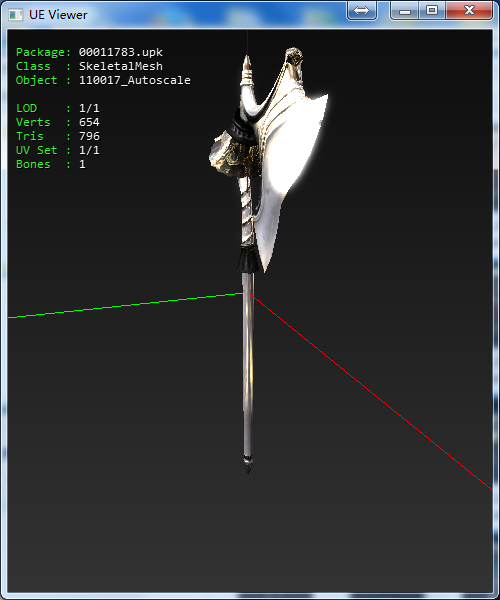 UE Viewer
Package: 00011783.upk
Class  : SkeletalMesh
Object : 110017_Autoscale
LOD    : 1/1
Verts  : 654
Tris   : 796
UV Set : 1/1
Bones  : 1